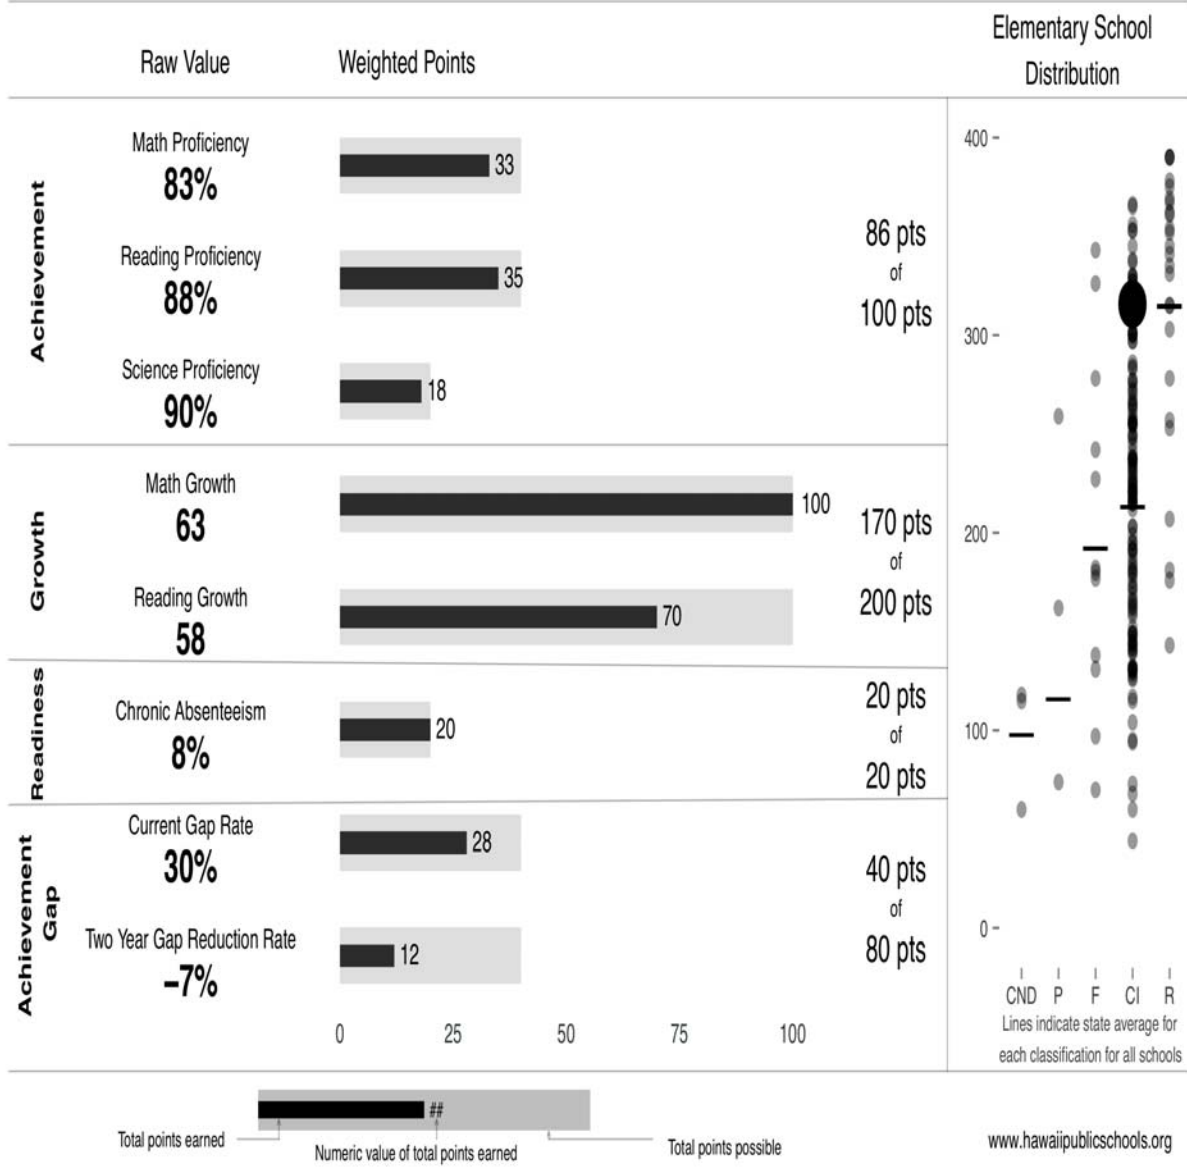 Raw Value
Weighted Points
Elementary School
Distribution
Achievement
Math Proficiency
83%
33
Reading Proficiency
88%
35
Science Proficiency
90%
18
86 pts
of
100 pts
Growth
Math Growth
63
100
Reading Growth
58
70
170 pts
of
200 pts
Readiness
Chronic Absenteeism
8%
20
20 pts
of
20 pts
Achievement
Gap
Current Gap Rate
30%
28
Two Year Gap Reduction Rate
−7%
12
40 pts
of
80 pts
0 25 50 75 100
400
300
200
100
0
CND P F CI R
Lines indicate state average for
each classification for all schools
##
Total points earned
Numeric value of total points earned
Total points possible
www.hawaiipublicschools.org